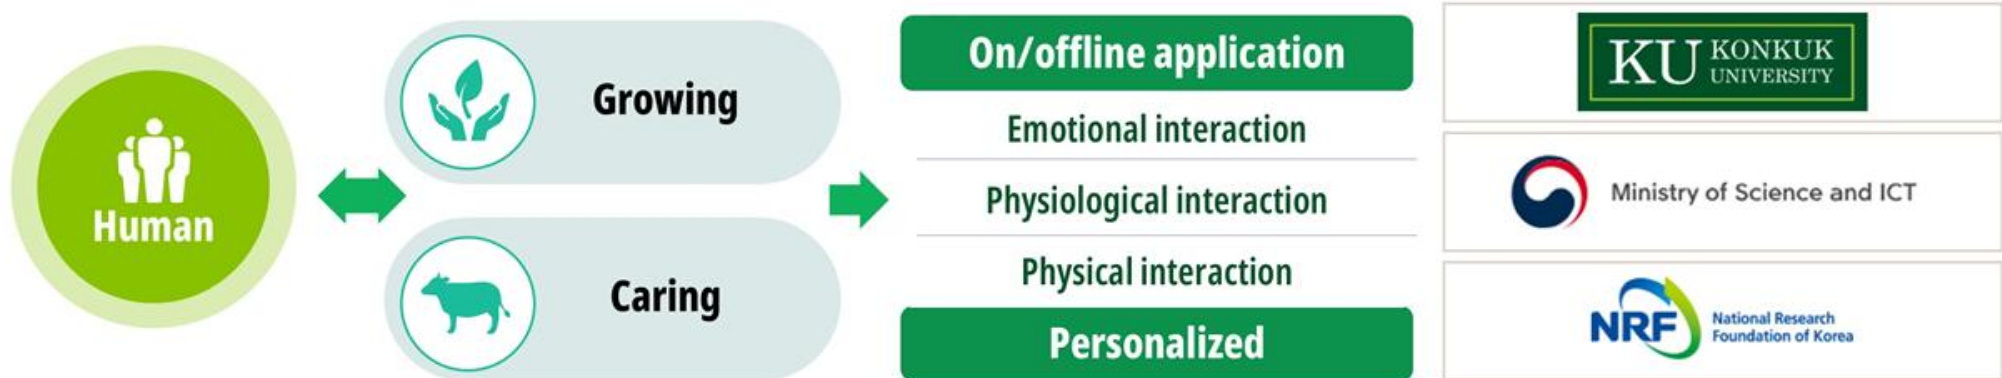 Human
Growing
Caring
On/offline application
Emotional interaction
Physiological interaction
Physical interaction
Personalized
KU KONKUK
UNIVERSITY
Ministry of Science and ICT
NRF National Research
Foundation of Korea